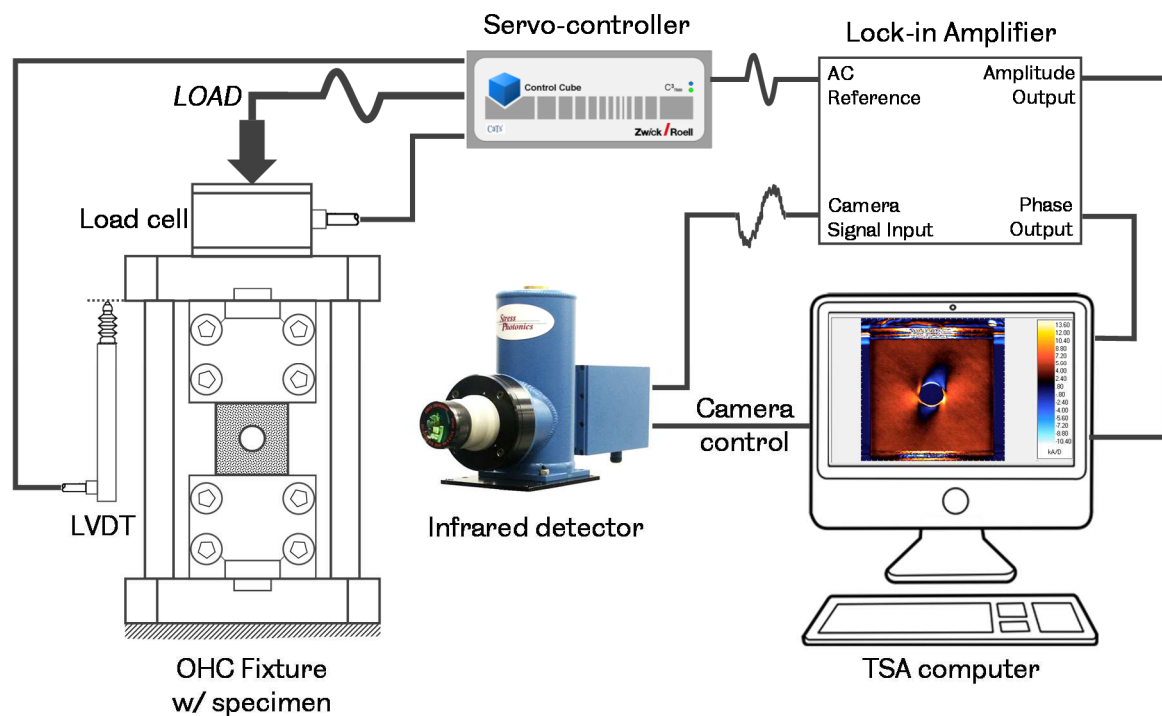 Servo-controller
Lock-in Amplifier
LOAD
Control Cube
Zwick / Roell
AC
Reference
Amplitude
Output
Camera
Signal Input
Phase
Output
Load cell
Stress
Photonics
13.60
12.00
10.40
8.80
7.20
5.60
4.00
2.40
.80
-.80
-2.40
-4.00
-5.60
-7.20
-8.80
-10.40
kA/D
Camera
control
LVDT
Infrared detector
OHC Fixture
w/ specimen
TSA computer